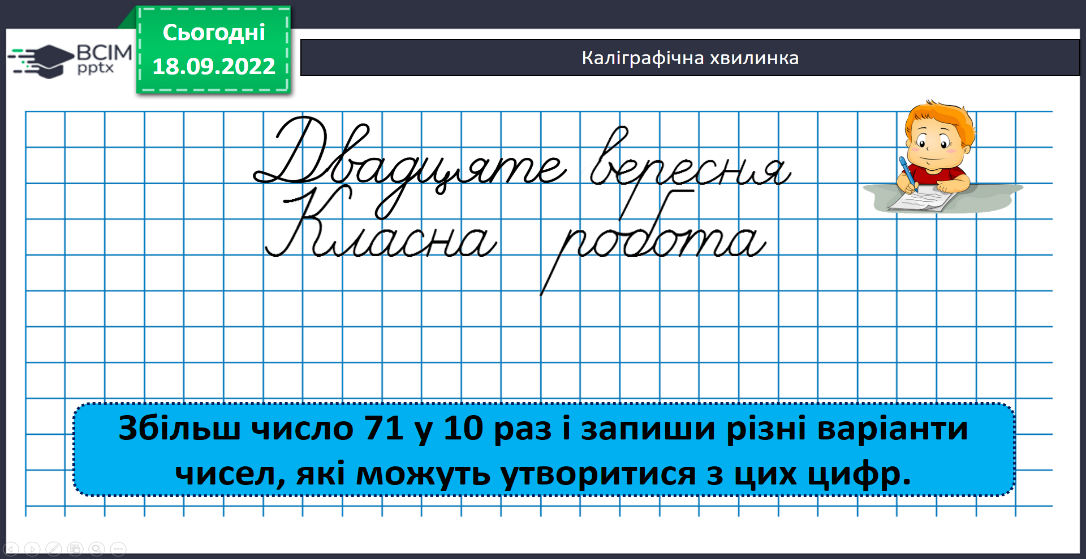 Сьогодні
18.09.2022
ВСІМ
pptx
Каліграфічна хвилинка
Двадцяте вересня
Класна робота
Збільш число 71 у 10 раз і запиши різні варіанти
чисел, які можуть утворитися з цих цифр.